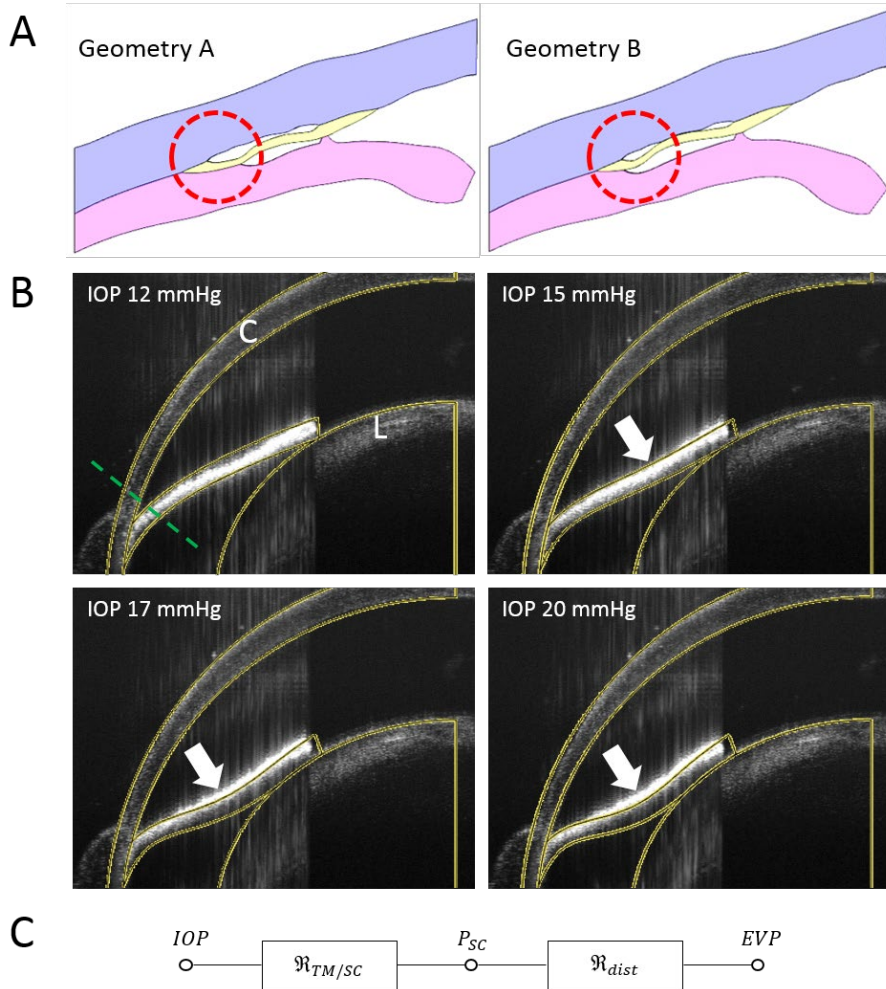 A
Geometry A
Geometry B
B
IOP 12 mmHg
C
L
IOP 15 mmHg
IOP 17 mmHg
IOP 20 mmHg
C
IOP
P_SC
EVP
ℜ_TM/SC
ℜ_dist